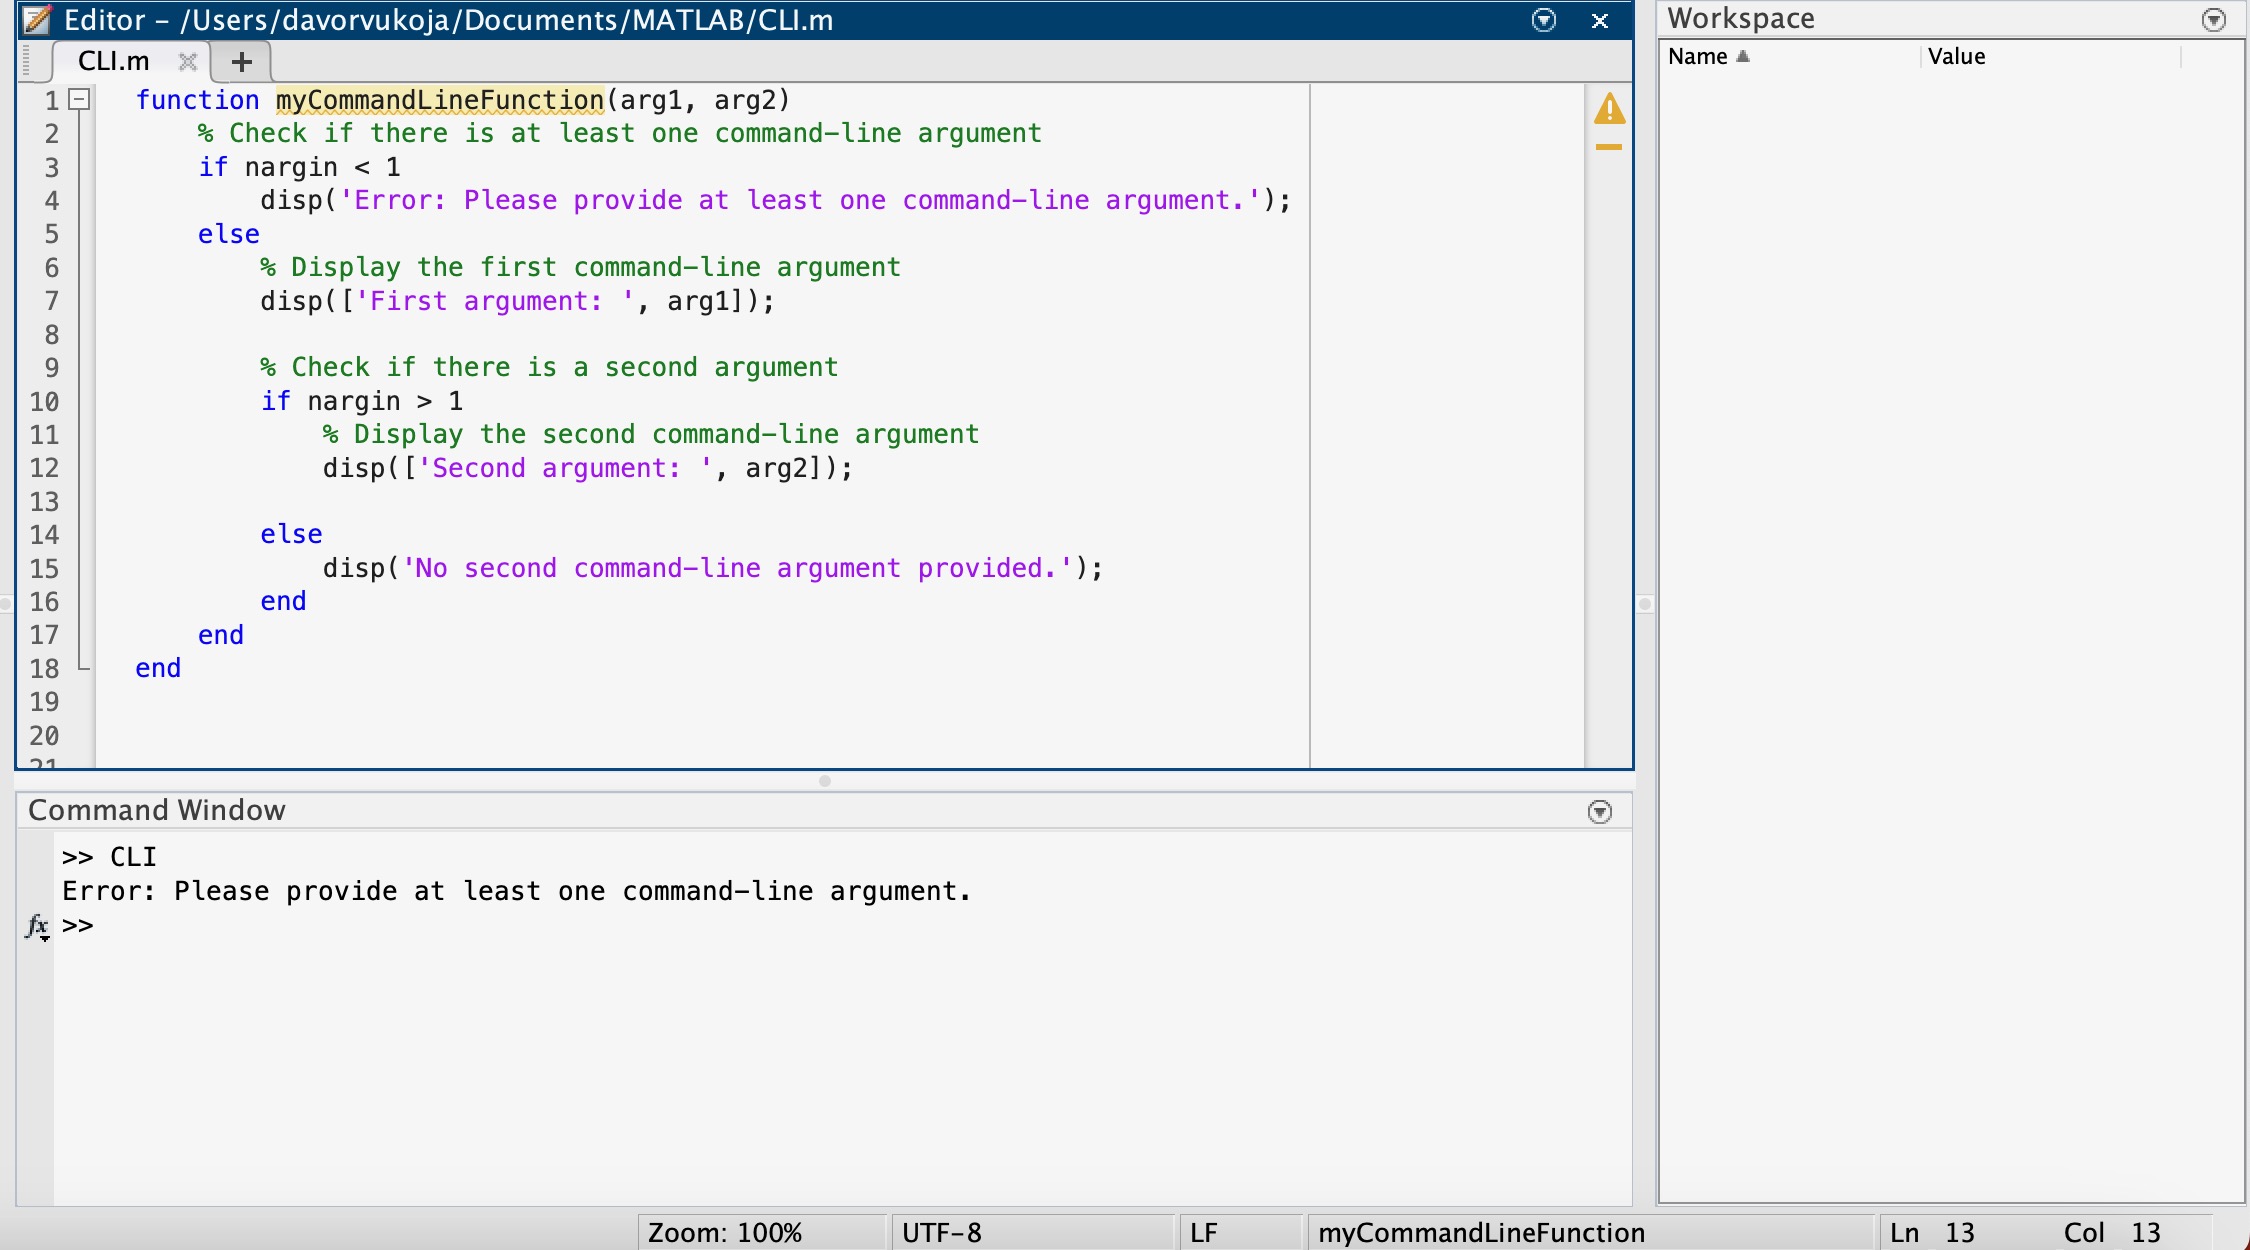 Editor – /Users/davorvukoja/Documents/MATLAB/CLI.m
CLI.m
1 function myCommandLineFunction(arg1, arg2)
2 % Check if there is at least one command-line argument
3 if nargin < 1
4 disp('Error: Please provide at least one command-line argument.');
5 else
6 % Display the first command-line argument
7 disp(['First argument: ', arg1]);
8
9 % Check if there is a second argument
10 if nargin > 1
11 % Display the second command-line argument
12 disp(['Second argument: ', arg2]);
13
14 else
15 disp('No second command-line argument provided.');
16 end
17 end
18 end
19
20
21
Command Window
>> CLI
Error: Please provide at least one command-line argument.
fx >>
Workspace
Name Value
Zoom: 100% UTF-8 LF myCommandLineFunction Ln 13 Col 13